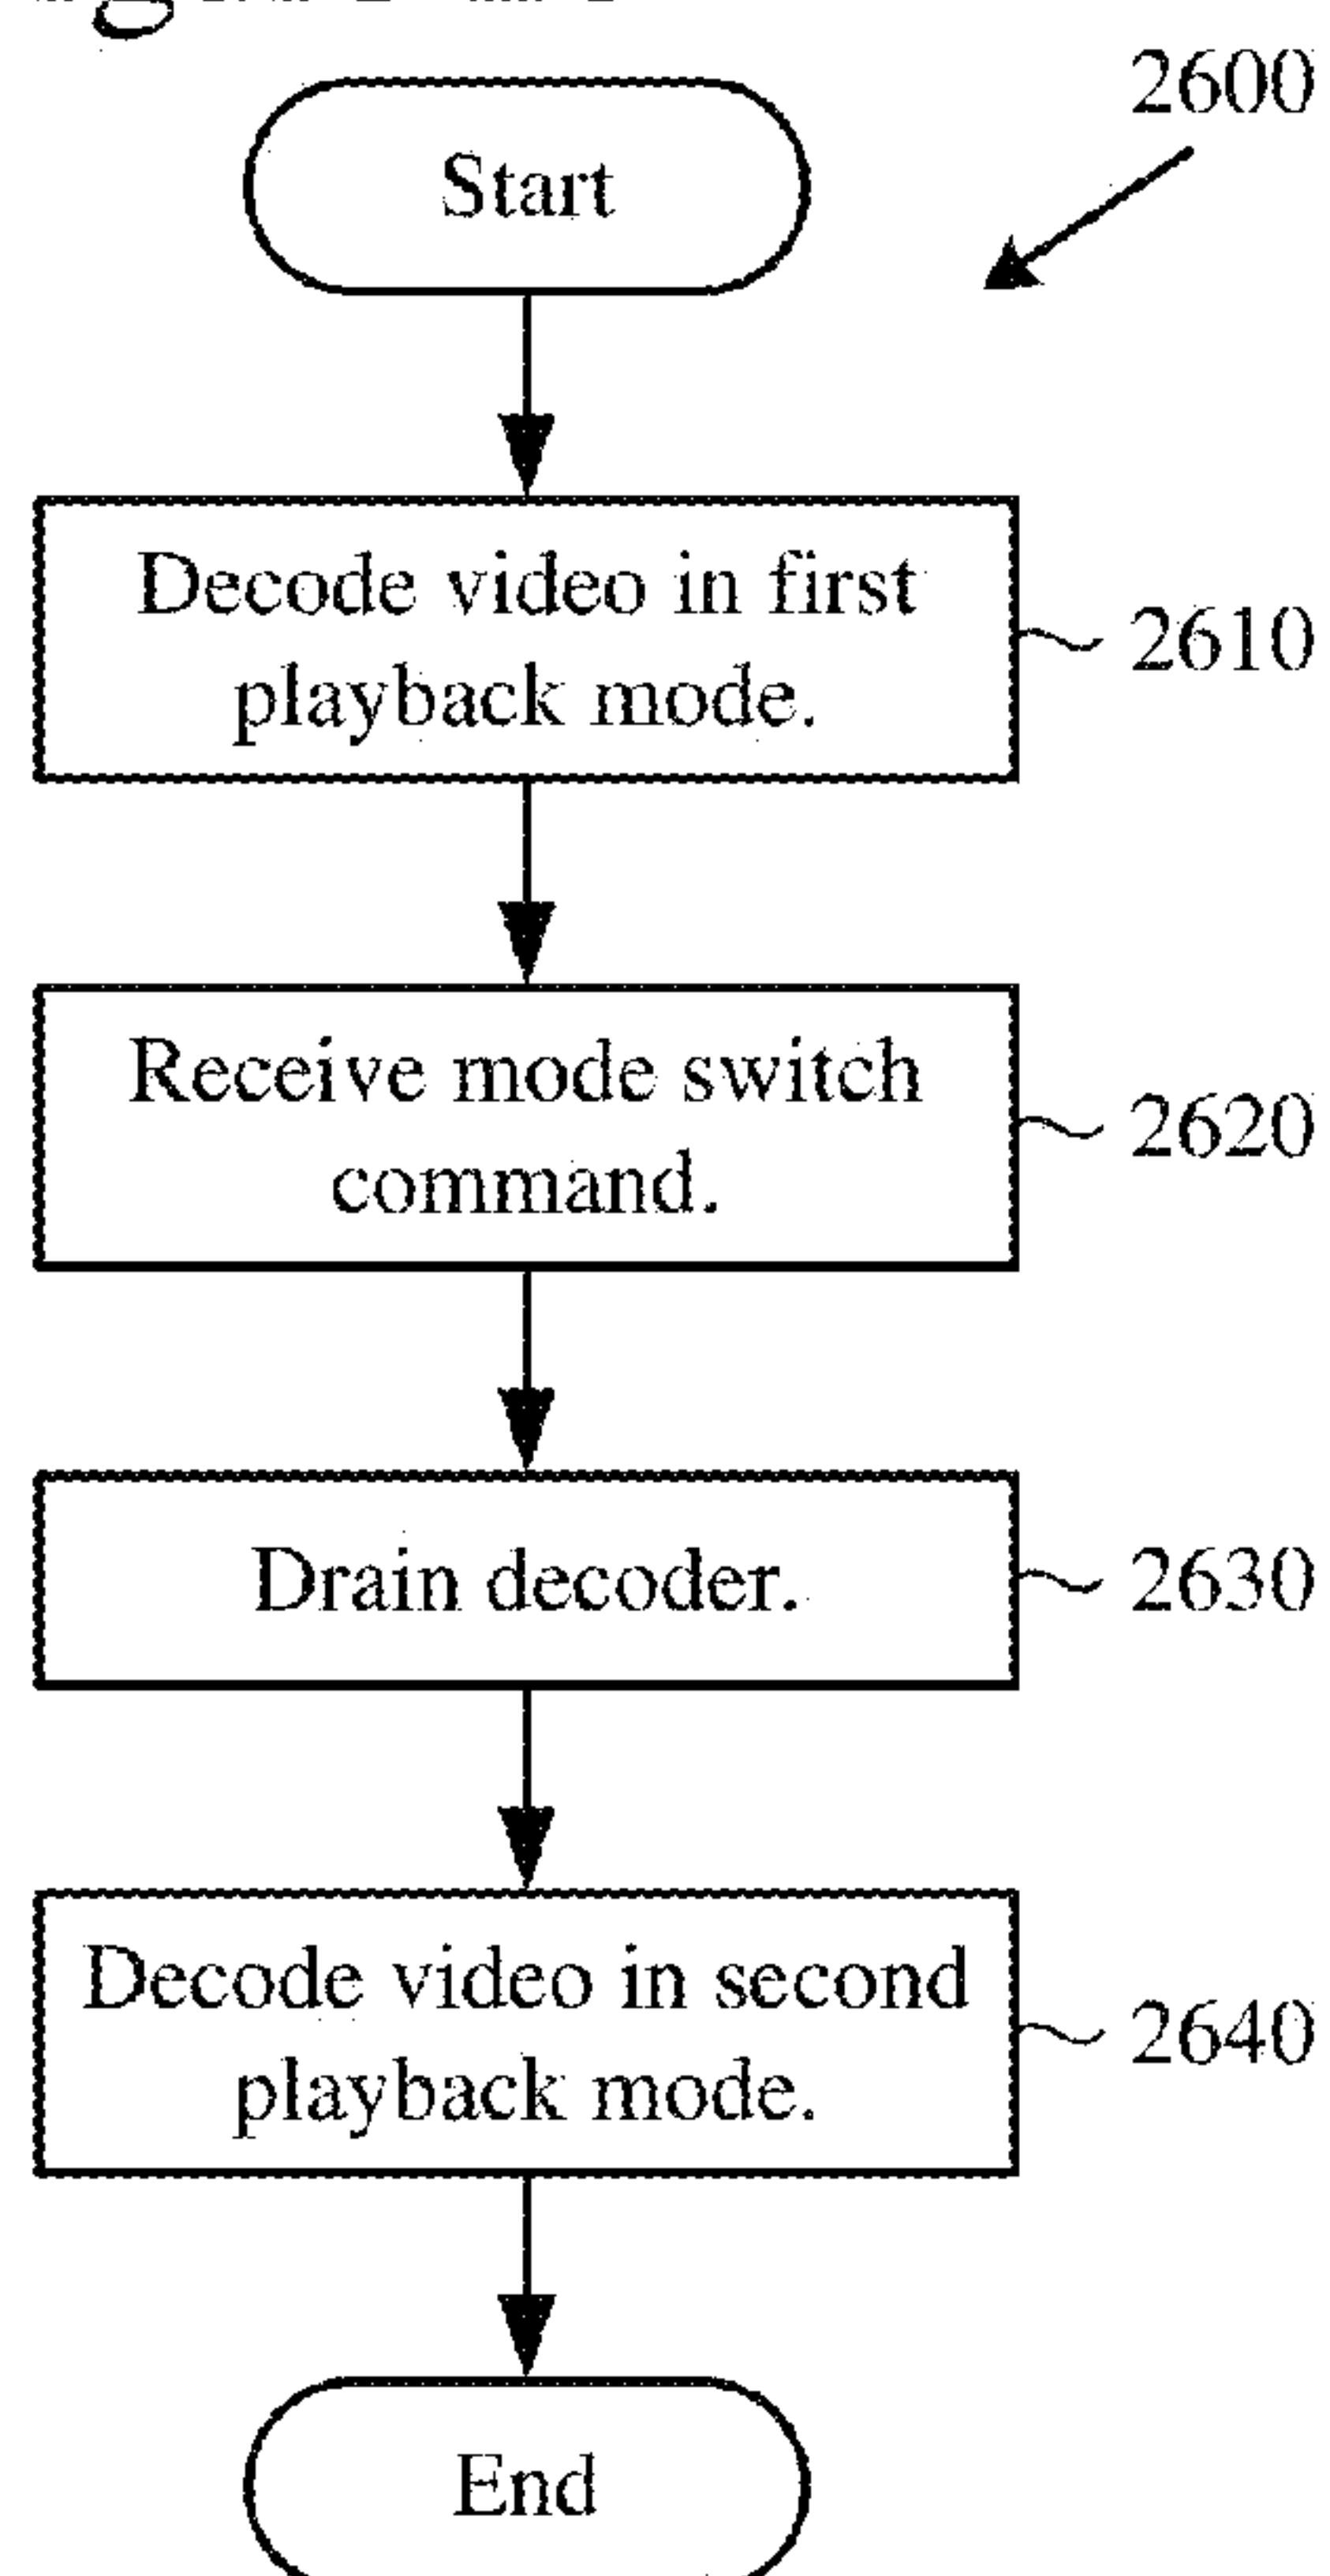 2600
Start
Decode video in first
playback mode.
2610
Receive mode switch
command.
2620
Drain decoder.
2630
Decode video in second
playback mode.
2640
End